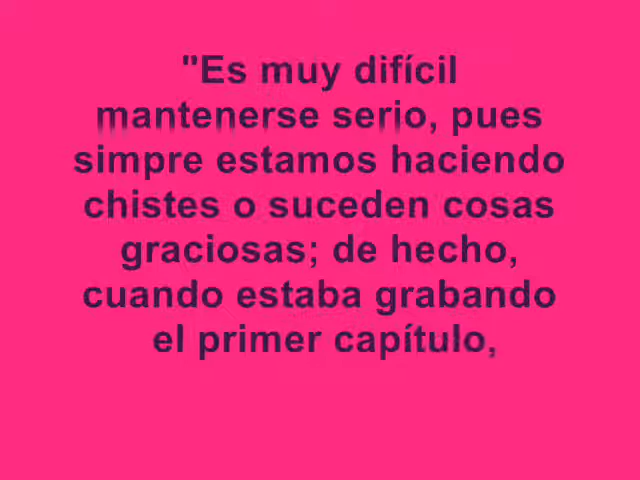 "Es muy difícil
mantenerse serio, pues
simpre estamos haciendo
chistes o suceden cosas
graciosas; de hecho,
cuando estaba grabando
el primer capítulo,